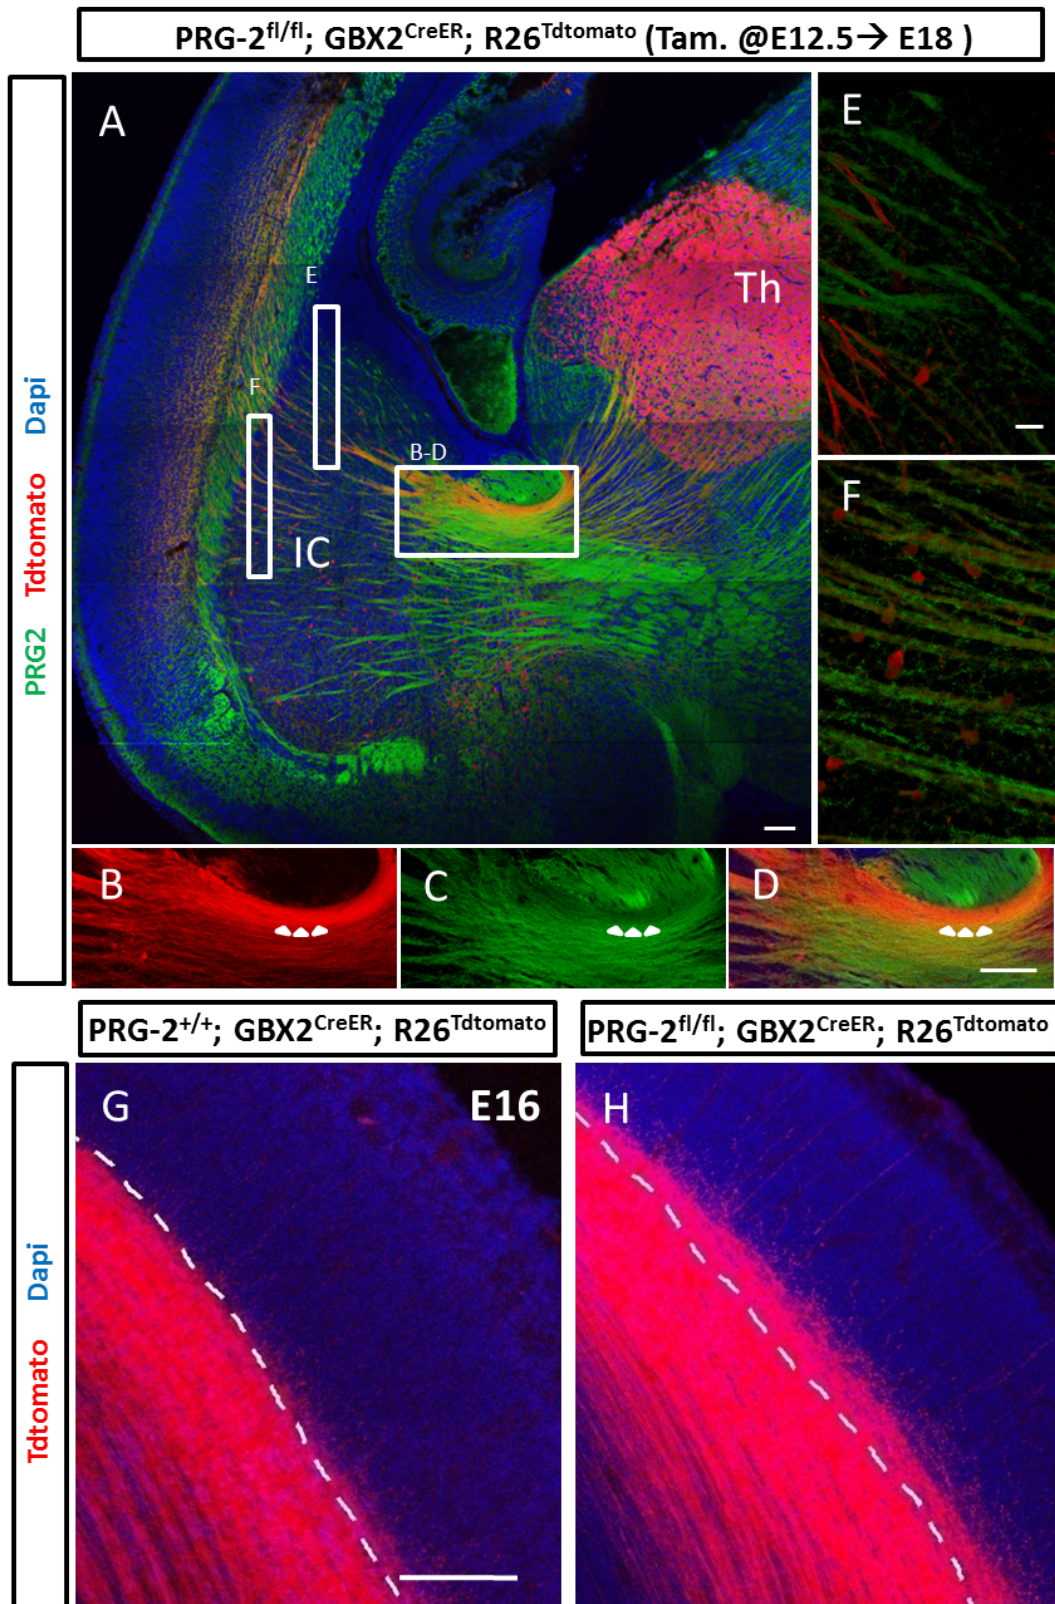 PRG-2fl/fl; GBX2CreER; R26Tdtomato (Tam. @E12.5→ E18 )
PRG2 Tdtomato Dapi
A
E
F
B-D
IC
Th
E
F
B
C
D
PRG-2+/+; GBX2CreER; R26Tdtomato
PRG-2fl/fl; GBX2CreER; R26Tdtomato
Tdtomato Dapi
G
E16
H